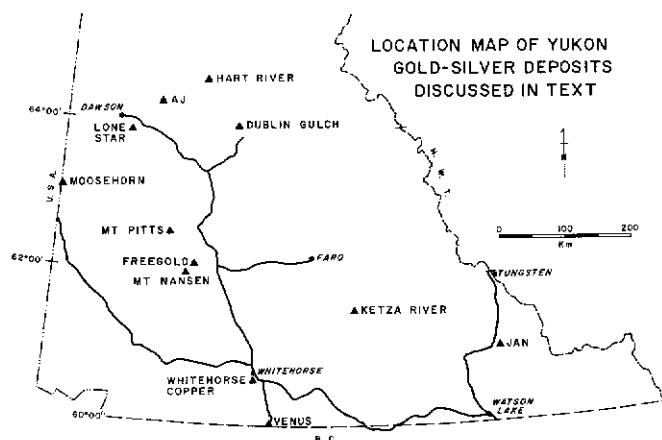 LOCATION MAP OF YUKON
GOLD-SILVER DEPOSITS
DISCUSSED IN TEXT
HART RIVER
AJ
DAWSON
64°00'
LONE
STAR
DUBLIN GULCH
N.W.T.
U.S.A.
MOOSEHORN
0 100 200
Km
MT PITTS
62°00'
FREEGOLD
MT NANSEN
FARO
TUNGSTEN
KETZA RIVER
JAN
WHITEHORSE
WHITEHORSE
COPPER
WATSON
LAKE
60°00'
VENUS
B.C.